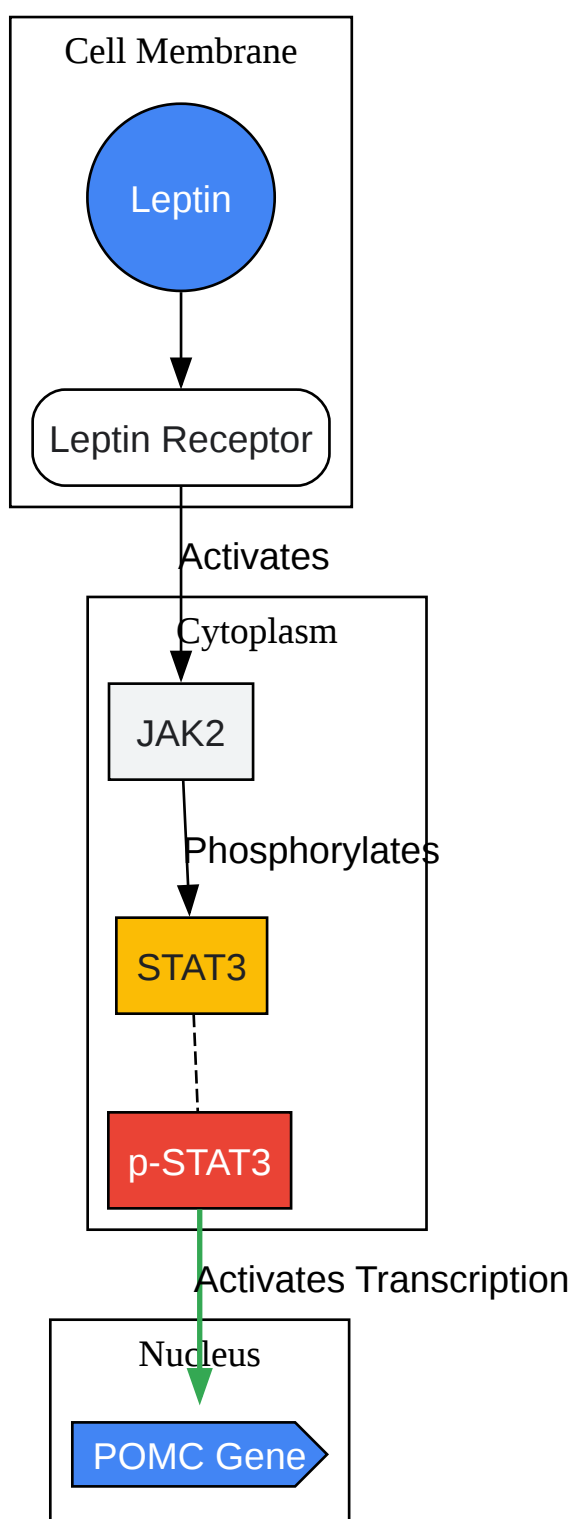 Cell Membrane
Leptin
Leptin Receptor
Activates
Cytoplasm
JAK2
Phosphorylates
STAT3
p-STAT3
Activates Transcription
Nucleus
POMC Gene